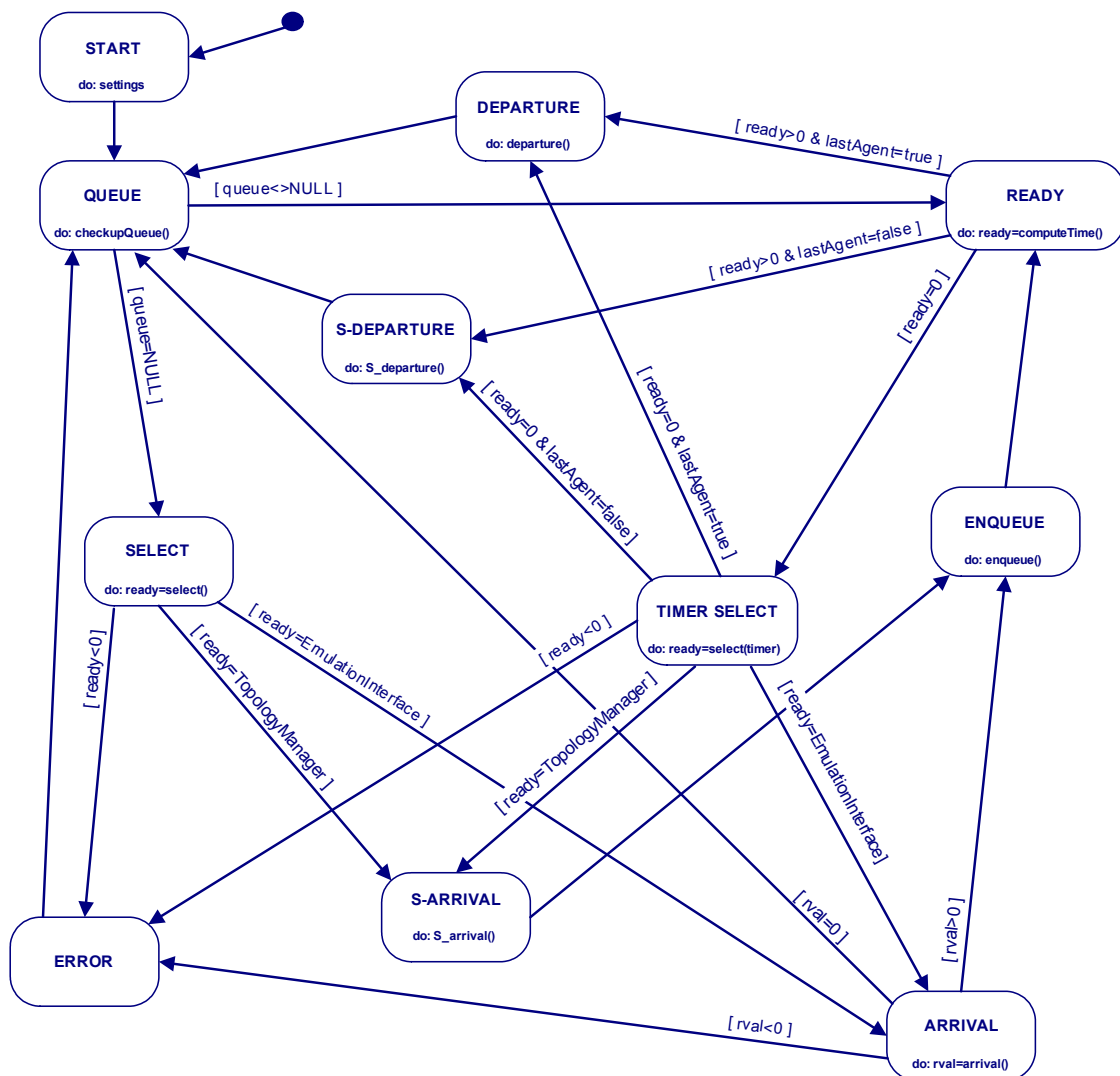 START
do: settings
DEPARTURE
do: departure()
[ ready>0 & lastAgent=true ]
QUEUE
do: checkupQueue()
[ queue<>NULL ]
READY
do: ready=computeTime()
[ ready>0 & lastAgent=false ]
[ queue=NULL ]
S-DEPARTURE
do: S_departure()
[ ready=0 ]
[ ready=0 & lastAgent=false ]
[ ready=0 & lastAgent=true ]
SELECT
do: ready=select()
ENQUEUE
do: enqueue()
TIMER SELECT
do: ready=select(timer)
[ ready<0 ]
[ ready=TopologyManager ]
[ ready=EmulationInterface ]
[ ready<0 ]
[ ready=TopologyManager ]
[ ready=EmulationInterface]
S-ARRIVAL
do: S_arrival()
[ rval=0 ]
[ rval>0 ]
ERROR
[ rval<0 ]
ARRIVAL
do: rval=arrival()